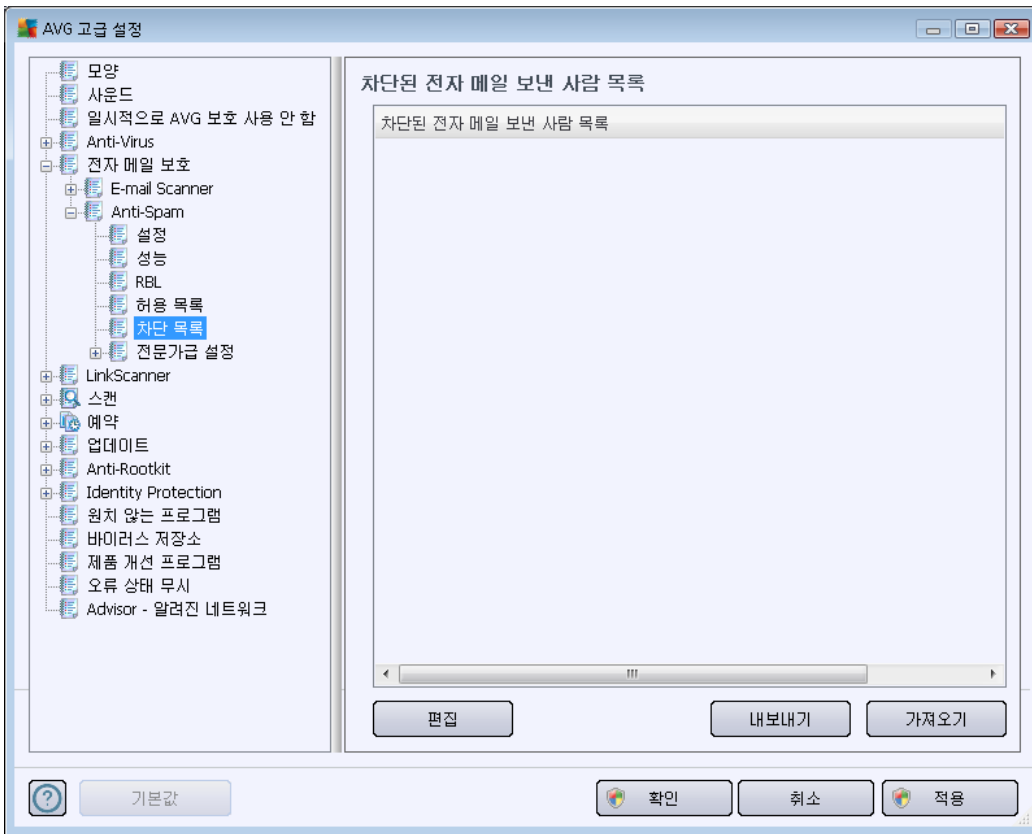 AVG 고급 설정
모양
사운드
일시적으로 AVG 보호 사용 안 함
Anti-Virus
전자 메일 보호
E-mail Scanner
Anti-Spam
설정
성능
RBL
허용 목록
차단 목록
전문가급 설정
LinkScanner
스캔
예약
업데이트
Anti-Rootkit
Identity Protection
원치 않는 프로그램
바이러스 저장소
제품 개선 프로그램
오류 상태 무시
Advisor - 알려진 네트워크
차단된 전자 메일 보낸 사람 목록
차단된 전자 메일 보낸 사람 목록
편집
내보내기
가져오기
기본값
확인
취소
적용